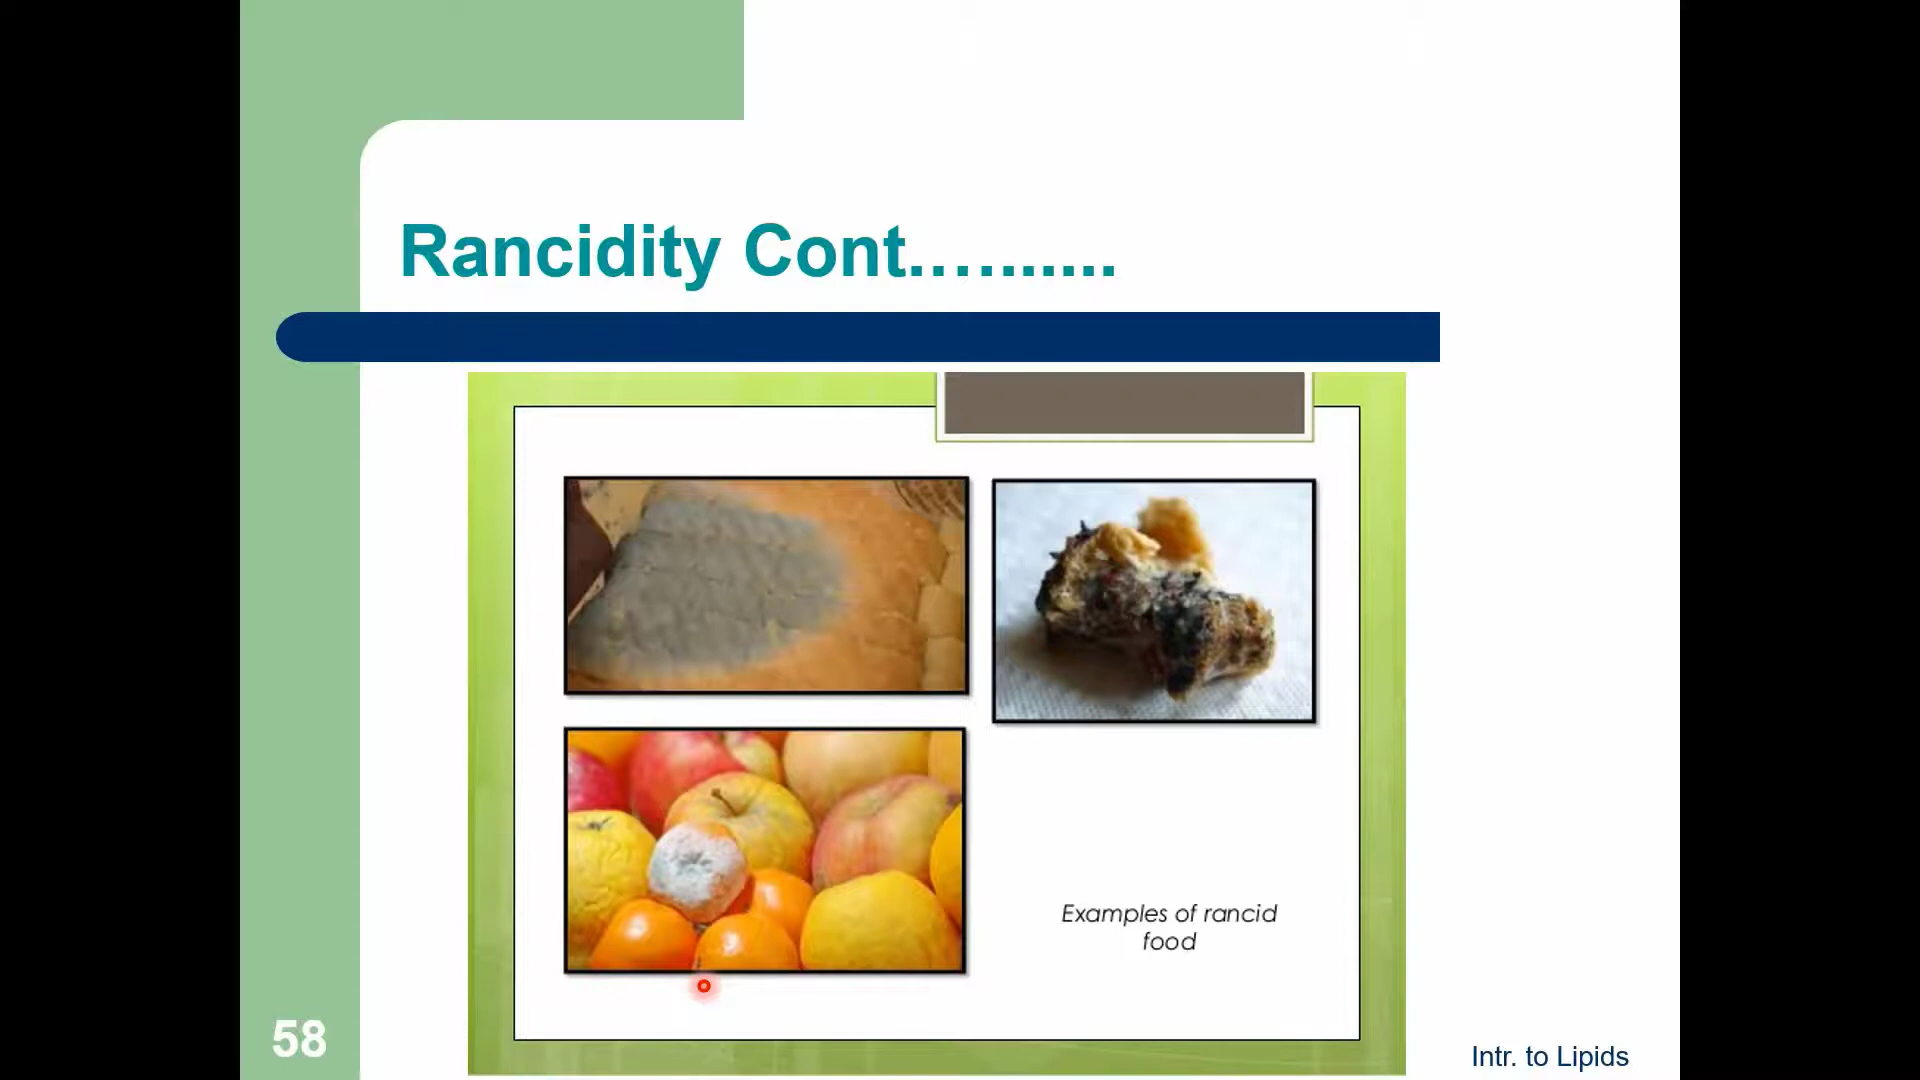 Rancidity Cont.…......
Examples of rancid
food
58
Intr. to Lipids